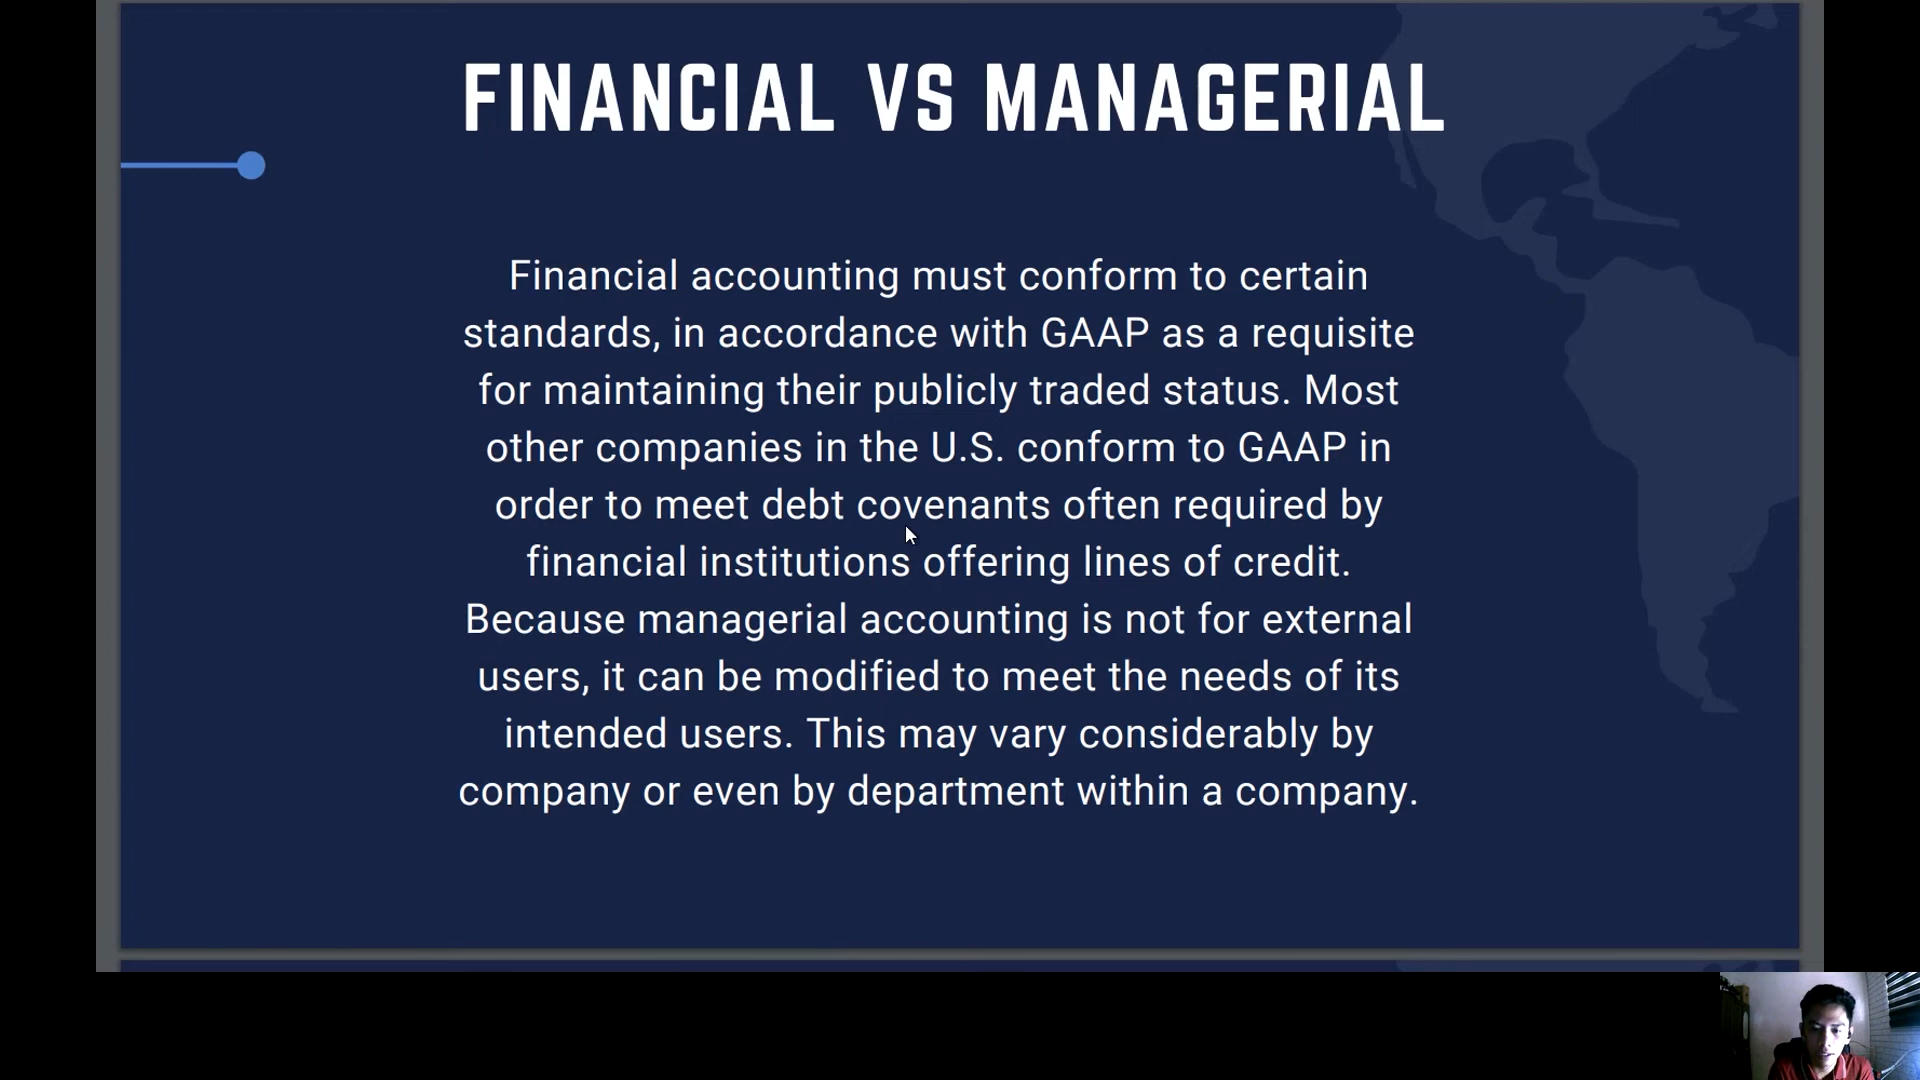 FINANCIAL VS MANAGERIAL
Financial accounting must conform to certain
standards, in accordance with GAAP as a requisite
for maintaining their publicly traded status. Most
other companies in the U.S. conform to GAAP in
order to meet debt covenants often required by
financial institutions offering lines of credit.
Because managerial accounting is not for external
users, it can be modified to meet the needs of its
intended users. This may vary considerably by
company or even by department within a company.